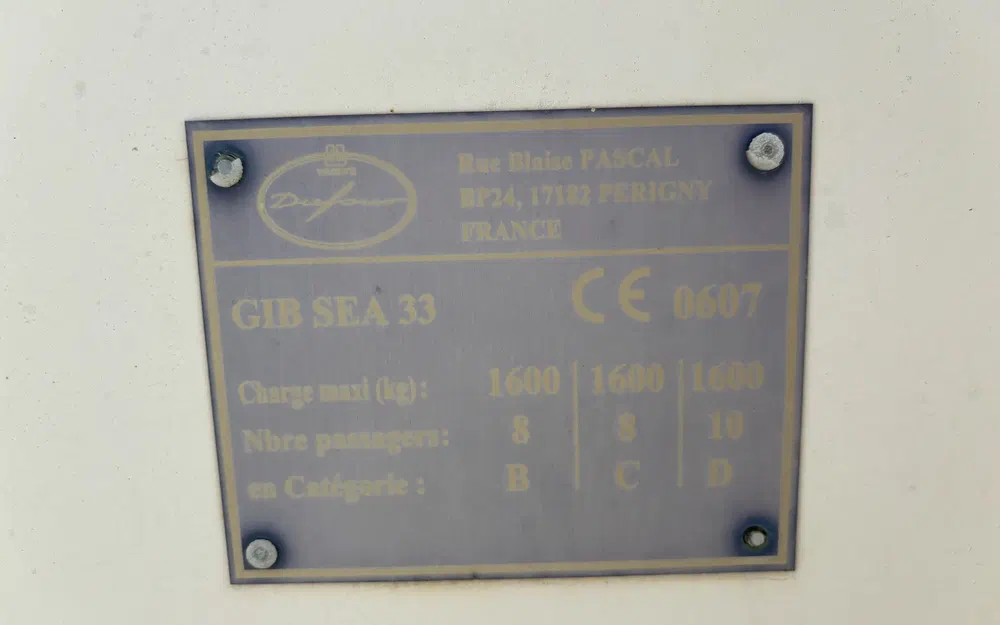 Dufour
Rue Blaise PASCAL
BP24, 17182 PERIGNY
FRANCE
GIB SEA 33 CE 0607
Charge maxi (kg) : 1600 1600 1600
Nbre passagers: 8 8 10
en Catégorie : B C D